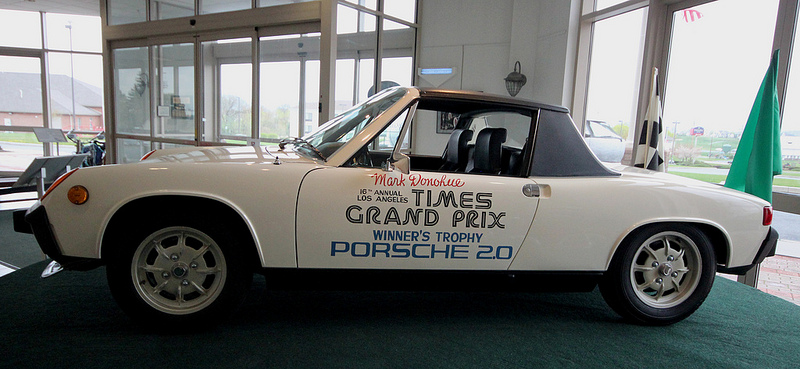 Mark Donohue
16TH ANNUAL
LOS ANGELES
TIMES
GRAND PRIX
WINNER'S TROPHY
PORSCHE 2.0